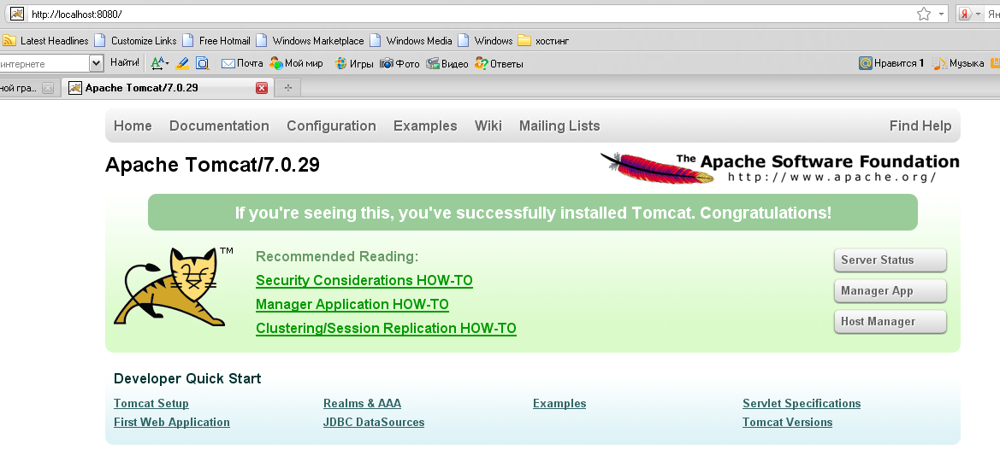 http://localhost:8080/
Latest Headlines Customize Links Free Hotmail Windows Marketplace Windows Media Windows хостинг
интернете Найти! Почта Мой мир Игры Фото Видео Ответы Нравится 1 Музыка
ной гра... Apache Tomcat/7.0.29
Home Documentation Configuration Examples Wiki Mailing Lists Find Help
Apache Tomcat/7.0.29
The Apache Software Foundation
http://www.apache.org/
If you're seeing this, you've successfully installed Tomcat. Congratulations!
TM
Recommended Reading:
Security Considerations HOW-TO
Manager Application HOW-TO
Clustering/Session Replication HOW-TO
Server Status
Manager App
Host Manager
Developer Quick Start
Tomcat Setup Realms & AAA Examples Servlet Specifications
First Web Application JDBC DataSources Tomcat Versions